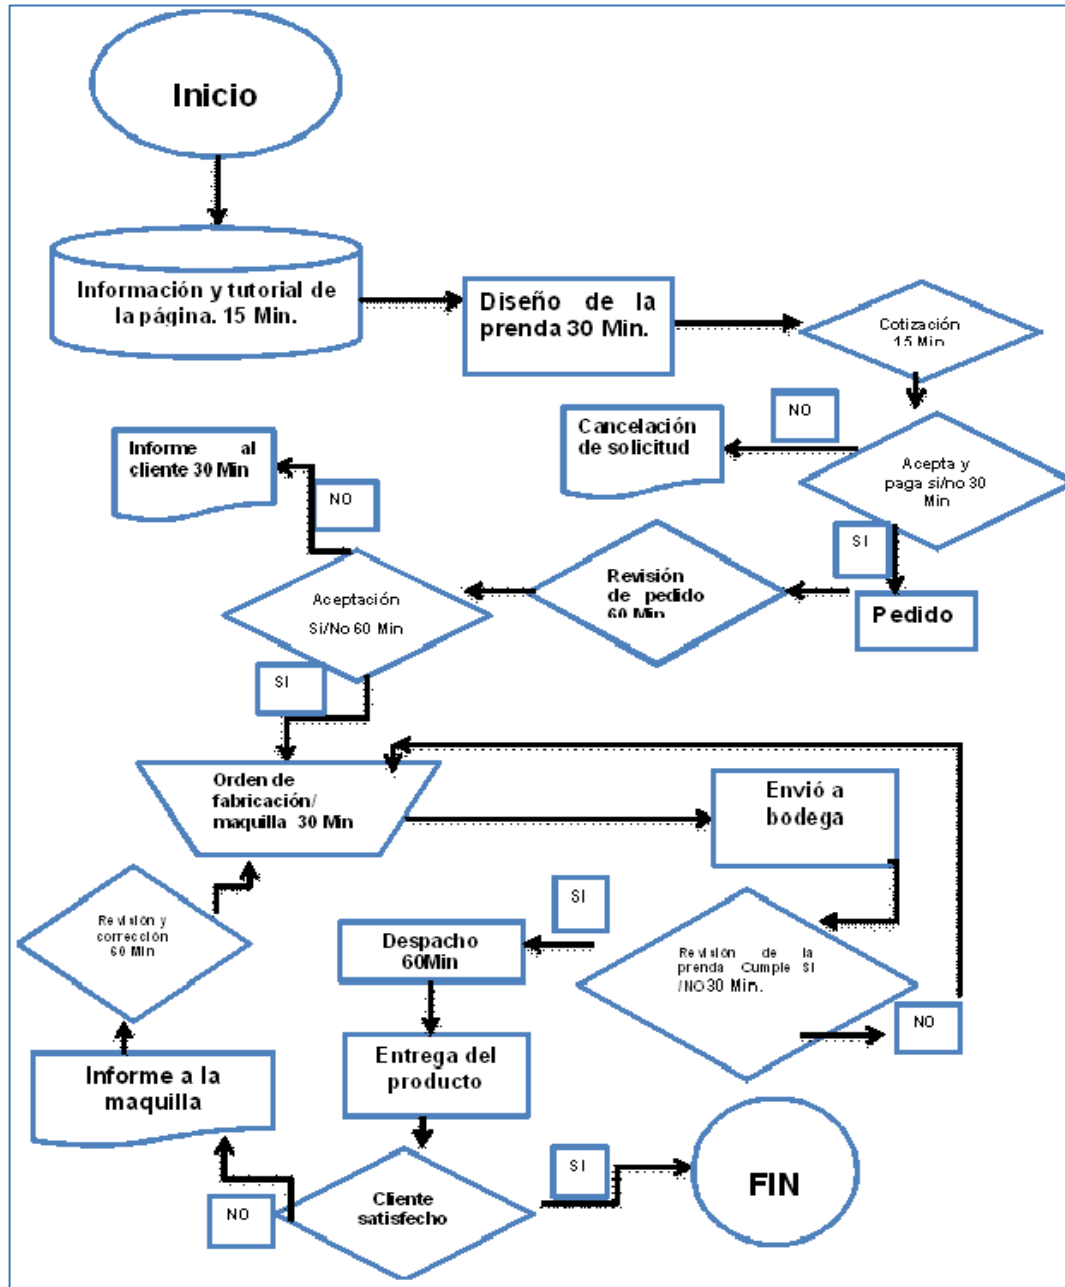 Inicio
Información y tutorial de
la página. 15 Min.
Diseño de la
prenda 30 Min.
Cotización
15 Min
NO
Cancelación
de solicitud
Acepta y
paga si/no 30
Min
Informe al
cliente 30 Min
NO
SI
Pedido
Revisión
de pedido
60 Min
Aceptación
Si/No 60 Min
SI
Orden de
fabricación/
maquilla 30 Min
Envió a
bodega
SI
Revisión y
corrección
60 Min
Despacho
60Min
Revisión de la
prenda Cumple SI
/NO 30 Min.
NO
Entrega del
producto
Informe a la
maquilla
SI
FIN
NO
Cliente
satisfecho